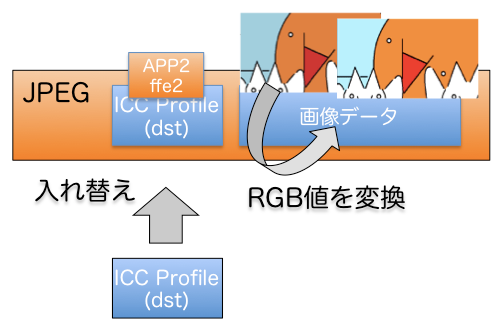 JPEG
APP2
ffe2
ICC Profile
(dst)
画像データ
入れ替え
RGB値を変換
ICC Profile
(dst)